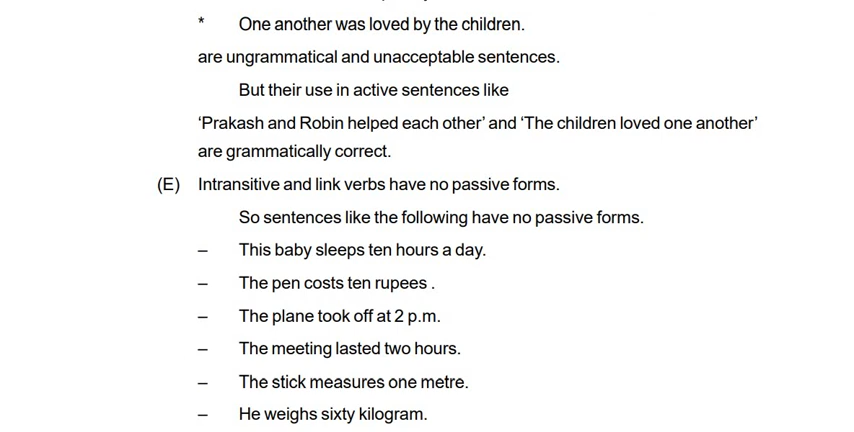 * One another was loved by the children.
are ungrammatical and unacceptable sentences.
But their use in active sentences like
‘Prakash and Robin helped each other’ and ‘The children loved one another’
are grammatically correct.
(E) Intransitive and link verbs have no passive forms.
So sentences like the following have no passive forms.
– This baby sleeps ten hours a day.
– The pen costs ten rupees .
– The plane took off at 2 p.m.
– The meeting lasted two hours.
– The stick measures one metre.
– He weighs sixty kilogram.